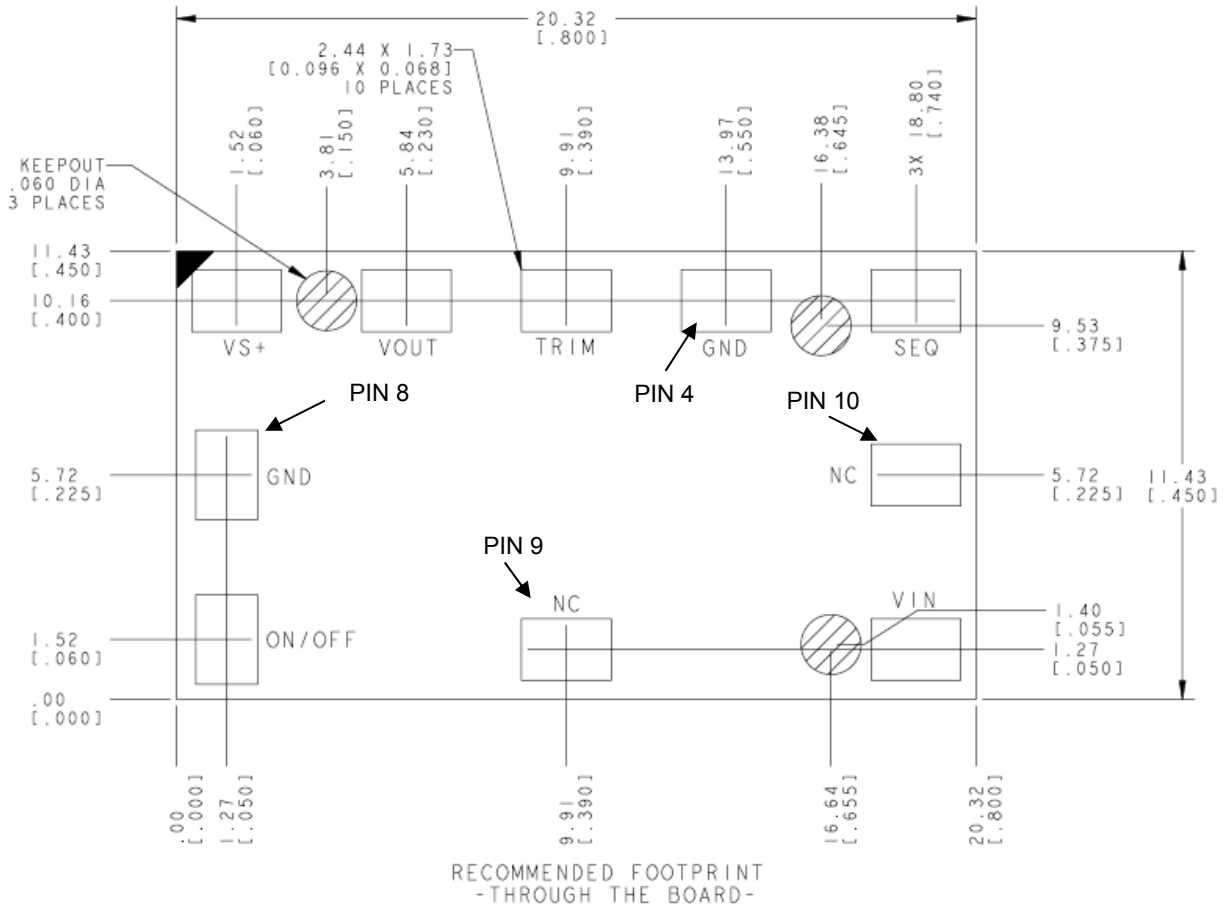 20.32
[.800]
2.44 X 1.73
[0.096 X 0.068]
10 PLACES
1.52
[.060]
3.81
[.150]
5.84
[.230]
9.91
[.390]
13.97
[.550]
16.38
[.645]
3X 18.80
[.740]
KEEPOUT
.060 DIA
3 PLACES
11.43
[.450]
10.16
[.400]
VS+
VOUT
TRIM
GND
SEQ
9.53
[.375]
PIN 8
PIN 4
PIN 10
5.72
[.225]
GND
NC
5.72
[.225]
11.43
[.450]
PIN 9
NC
VIN
1.52
[.060]
ON/OFF
1.40
[.055]
1.27
[.050]
.00
[.000]
.00
[.000]
1.27
[.050]
9.91
[.390]
16.64
[.655]
20.32
[.800]
RECOMMENDED FOOTPRINT
-THROUGH THE BOARD-